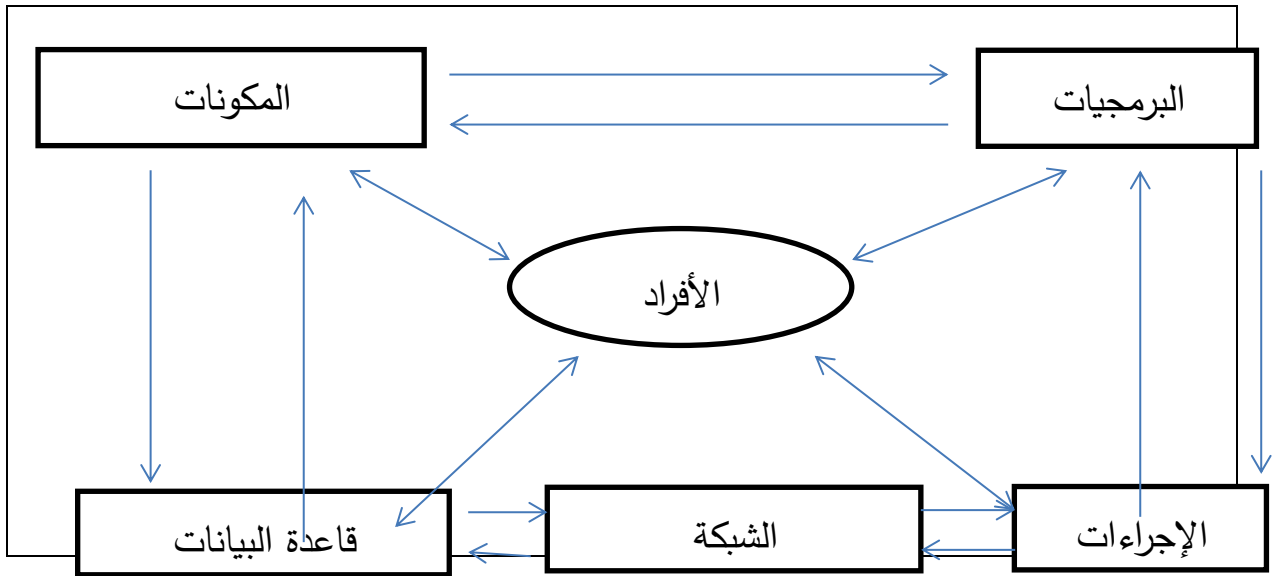 البرمجيات
المكونات
الأفراد
الإجراءات
الشبكة
قاعدة البيانات